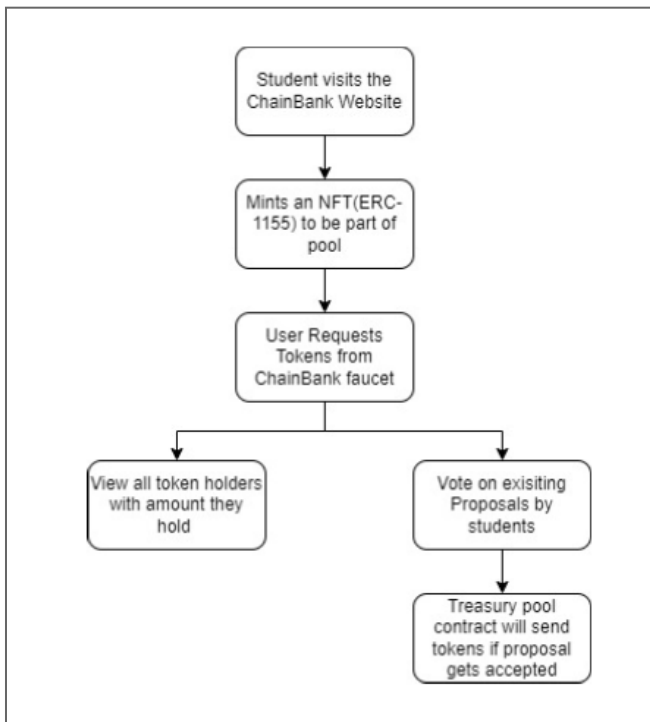 Student visits the
ChainBank Website
Mints an NFT(ERC-
1155) to be part of
pool
User Requests
Tokens from
ChainBank faucet
View all token holders
with amount they
hold
Vote on exisiting
Proposals by
students
Treasury pool
contract will send
tokens if proposal
gets accepted